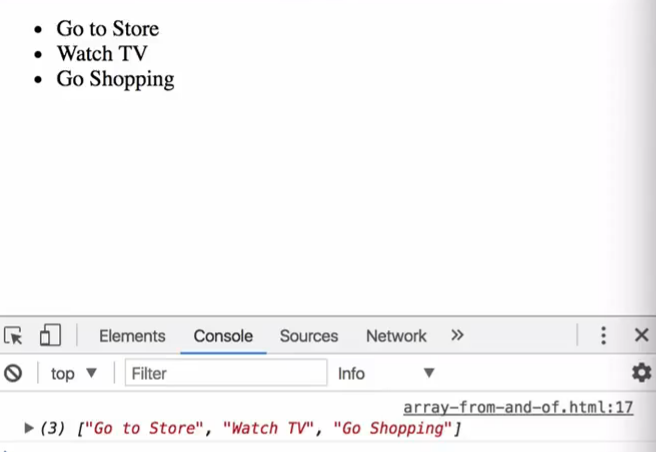 • Go to Store
• Watch TV
• Go Shopping
Elements Console Sources Network »
top ▼ Filter Info ▼
array-from-and-of.html:17
▶ (3) ["Go to Store", "Watch TV", "Go Shopping"]